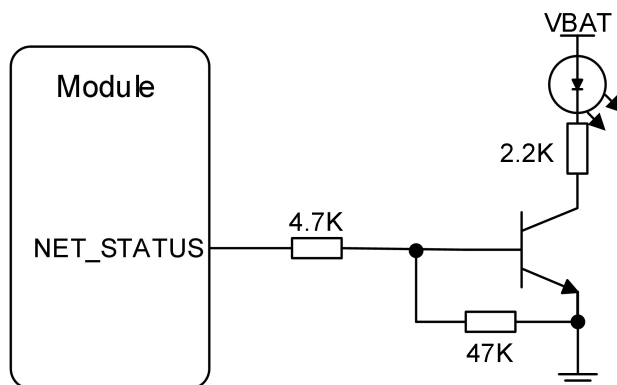 VBAT
Module
2.2K
4.7K
NET_STATUS
47K